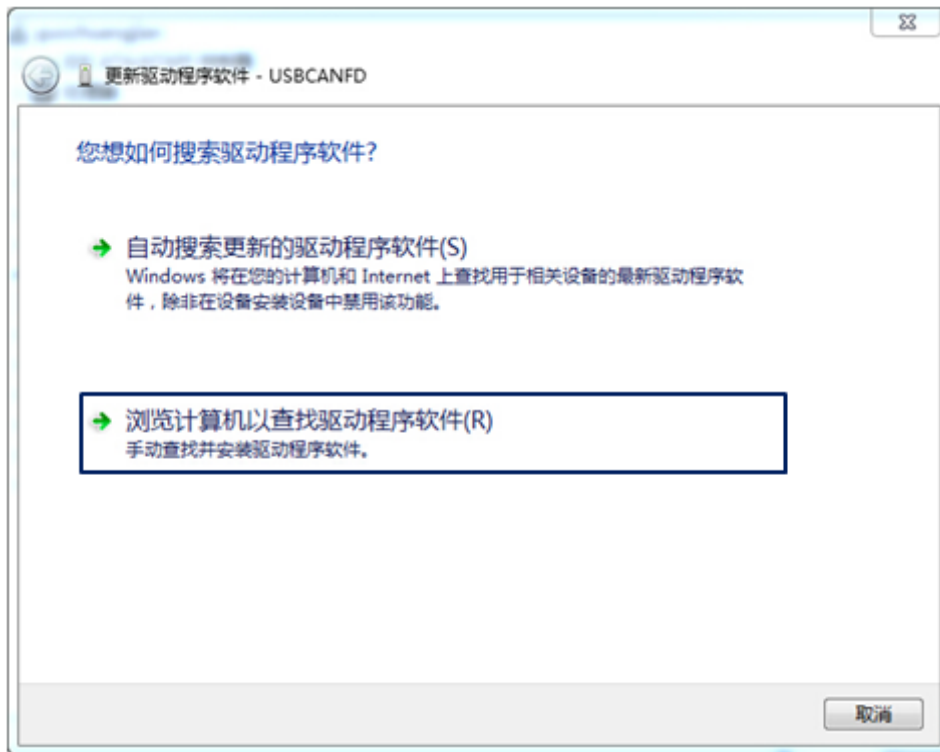 更新驱动程序软件 - USBCANFD
您想如何搜索驱动程序软件?
自动搜索更新的驱动程序软件(S)
Windows 将在您的计算机和 Internet 上查找用于相关设备的最新驱动程序软
件，除非在设备安装设备中禁用该功能。
浏览计算机以查找驱动程序软件(R)
手动查找并安装驱动程序软件。
取消